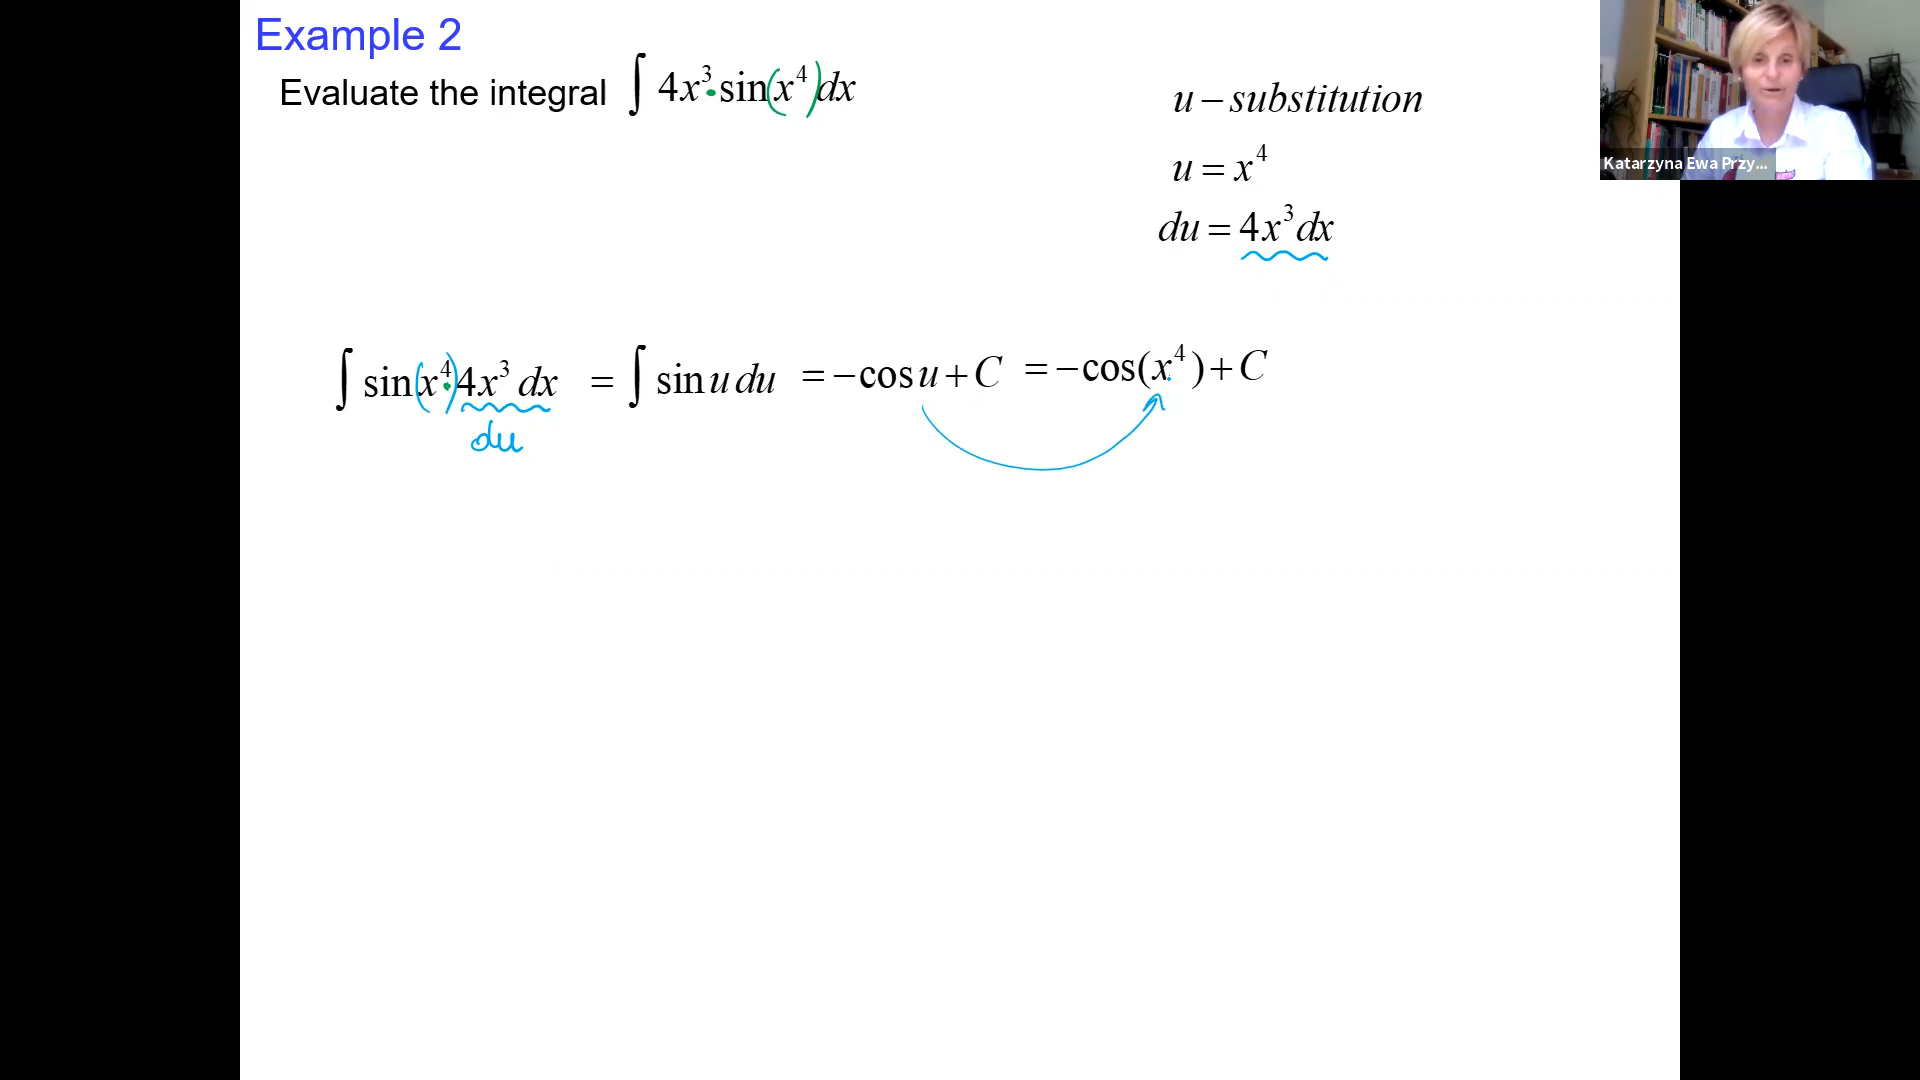 Example 2
Evaluate the integral ∫ 4x³·sin(x⁴)dx
u – substitution
u = x⁴
du = 4x³dx
Katarzyna Ewa Przy...
∫ sin(x⁴)·4x³ dx = ∫ sin u du = −cos u + C = −cos(x⁴) + C
du